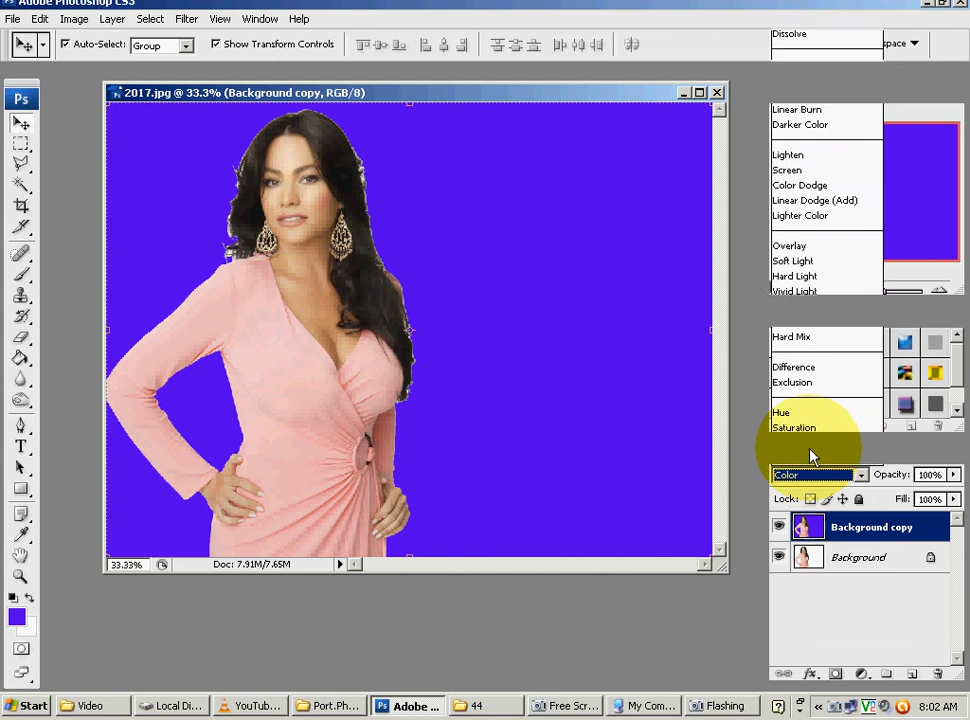 Adobe Photoshop CS3
File Edit Image Layer Select Filter View Window Help
Auto-Select: Group Show Transform Controls
Dissolve
space
Ps
2017.jpg @ 33.3% (Background copy, RGB/8)
Linear Burn
Darker Color
Lighten
Screen
Color Dodge
Linear Dodge (Add)
Lighter Color
Overlay
Soft Light
Hard Light
Vivid Light
Hard Mix
Difference
Exclusion
Hue
Saturation
Color Opacity: 100%
Lock: Fill: 100%
Background copy
Background
T
33.33% Doc: 7.91M/7.65M
fx
Start Video Local Di... YouTub... Port.Ph... Ps Adobe ... 44 Free Scr... My Com... Flashing ? « 8:02 AM